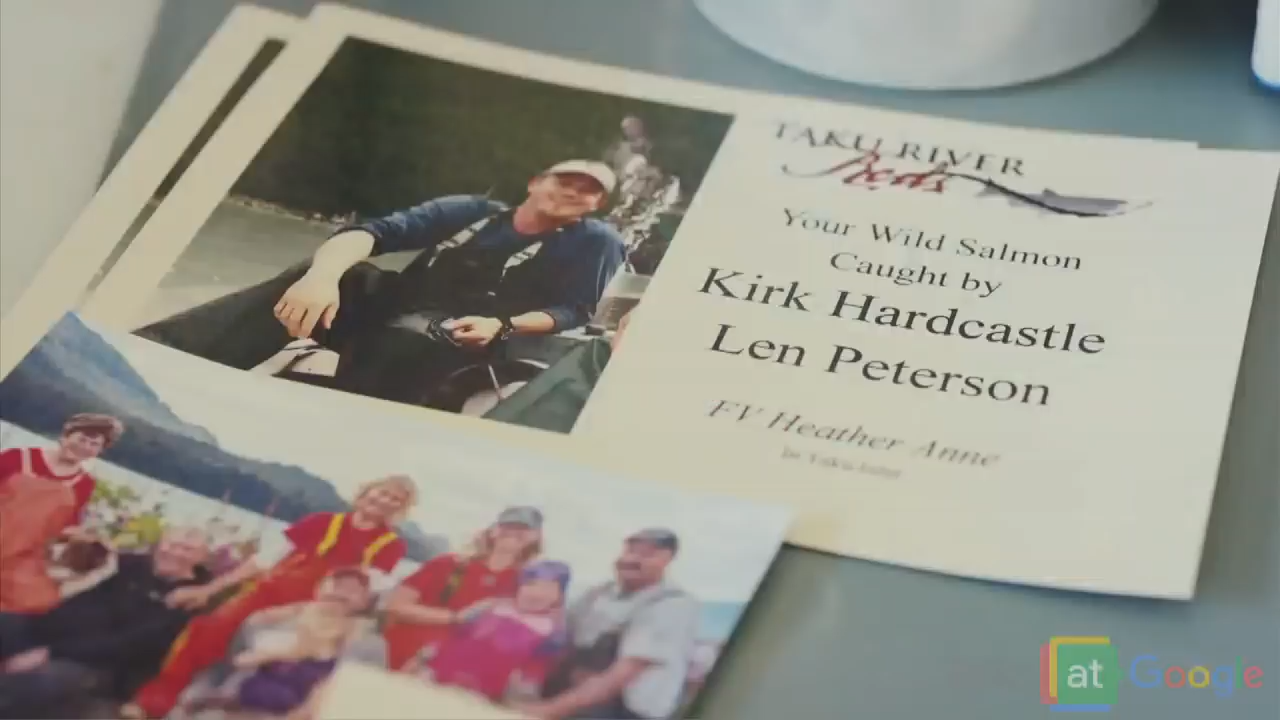 TAKU RIVER
Reds
Your Wild Salmon
Caught by
Kirk Hardcastle
Len Peterson
FV Heather Anne
at Google